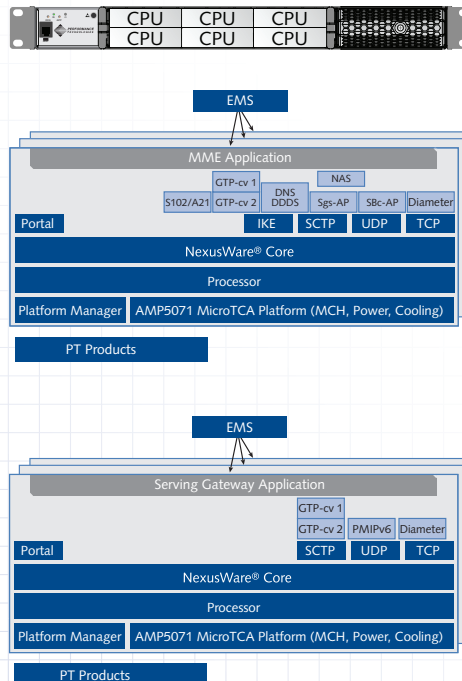 CPU CPU CPU
CPU CPU CPU
PERFORMANCE
EMS
MME Application
NAS
GTP-cv 1
DNS
S102/A21 GTP-cv 2 DDDS Sgs-AP SBc-AP Diameter
Portal IKE SCTP UDP TCP
NexusWare® Core
Processor
Platform Manager AMP5071 MicroTCA Platform (MCH, Power, Cooling)
PT Products
EMS
Serving Gateway Application
GTP-cv 1
GTP-cv 2 PMIPv6 Diameter
Portal SCTP UDP TCP
NexusWare® Core
Processor
Platform Manager AMP5071 MicroTCA Platform (MCH, Power, Cooling)
PT Products